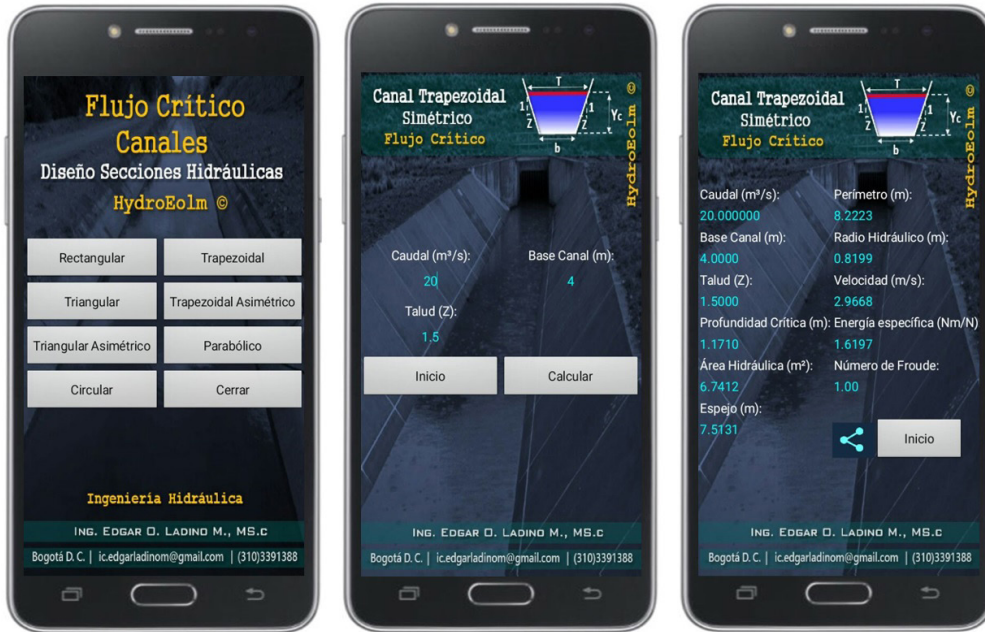 Flujo Crítico
Canales
Diseño Secciones Hidráulicas
HydroEolm ©
Rectangular
Trapezoidal
Triangular
Trapezoidal Asimétrico
Triangular Asimétrico
Parabólico
Circular
Cerrar
Ingeniería Hidráulica
ING. EDGAR O. LADINO M., MS.C
Bogotá D. C. | ic.edgarladinom@gmail.com | (310)3391388
Canal Trapezoidal
Simétrico
Flujo Crítico
T
1
1
Yc
Z
Z
b
HydroEolm ©
Caudal (m³/s):
Base Canal (m):
20
4
Talud (Z):
1.5
Inicio
Calcular
ING. EDGAR O. LADINO M., MS.C
Bogotá D. C. | ic.edgarladinom@gmail.com | (310)3391388
Canal Trapezoidal
Simétrico
Flujo Crítico
T
1
1
Yc
Z
Z
b
HydroEolm ©
Caudal (m³/s):
Perímetro (m):
20.000000
8.2223
Base Canal (m):
Radio Hidráulico (m):
4.0000
0.8199
Talud (Z):
Velocidad (m/s):
1.5000
2.9668
Profundidad Crítica (m):
Energía específica (Nm/N)
1.1710
1.6197
Área Hidráulica (m²):
Número de Froude:
6.7412
1.00
Espejo (m):
7.5131
Inicio
ING. EDGAR O. LADINO M., MS.C
Bogotá D. C. | ic.edgarladinom@gmail.com | (310)3391388